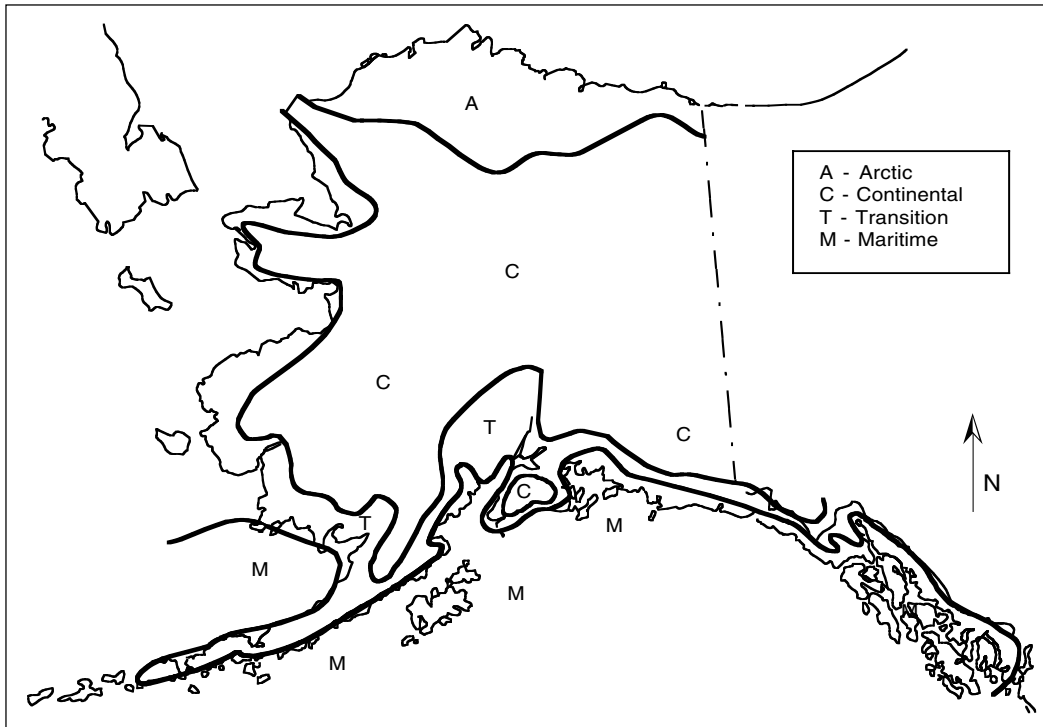 A
A - Arctic
C - Continental
T - Transition
M - Maritime
C
C
T
C
C
N
T
M
M
M
M